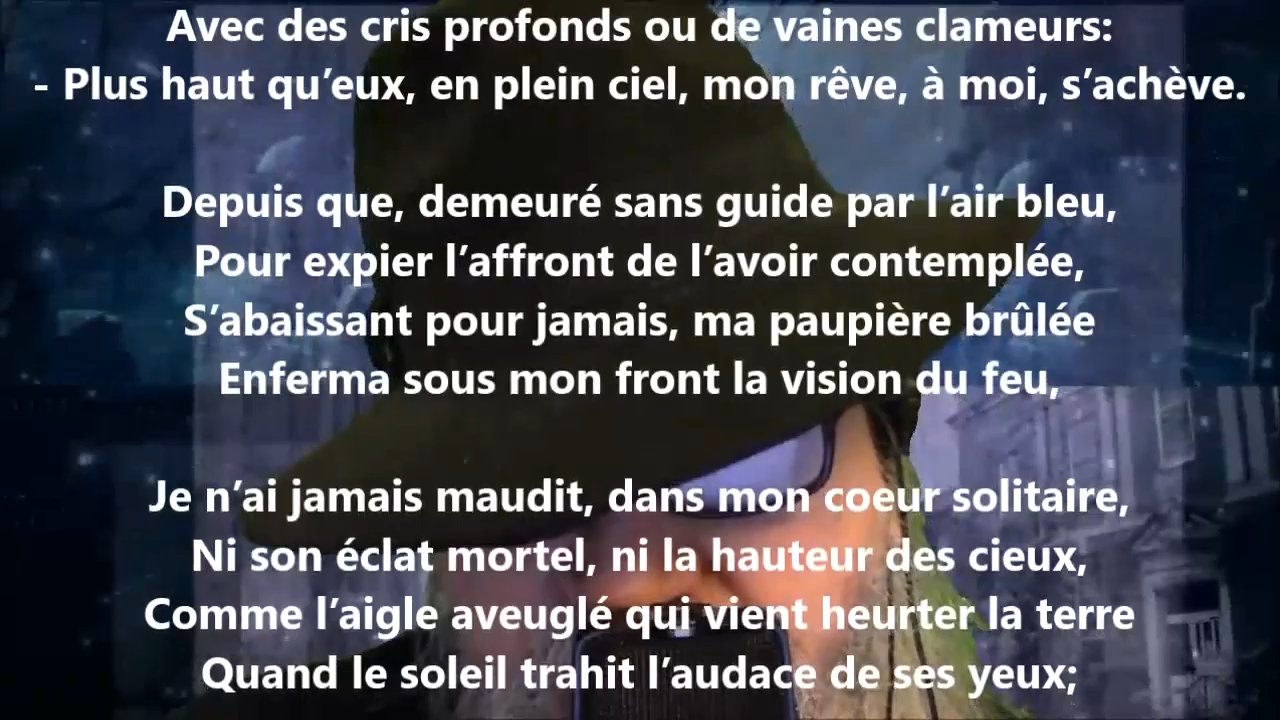 Avec des cris profonds ou de vaines clameurs:
- Plus haut qu’eux, en plein ciel, mon rêve, à moi, s’achève.
Depuis que, demeuré sans guide par l’air bleu,
Pour expier l’affront de l’avoir contemplée,
S’abaissant pour jamais, ma paupière brûlée
Enferma sous mon front la vision du feu,
Je n’ai jamais maudit, dans mon coeur solitaire,
Ni son éclat mortel, ni la hauteur des cieux,
Comme l’aigle aveuglé qui vient heurter la terre
Quand le soleil trahit l’audace de ses yeux;